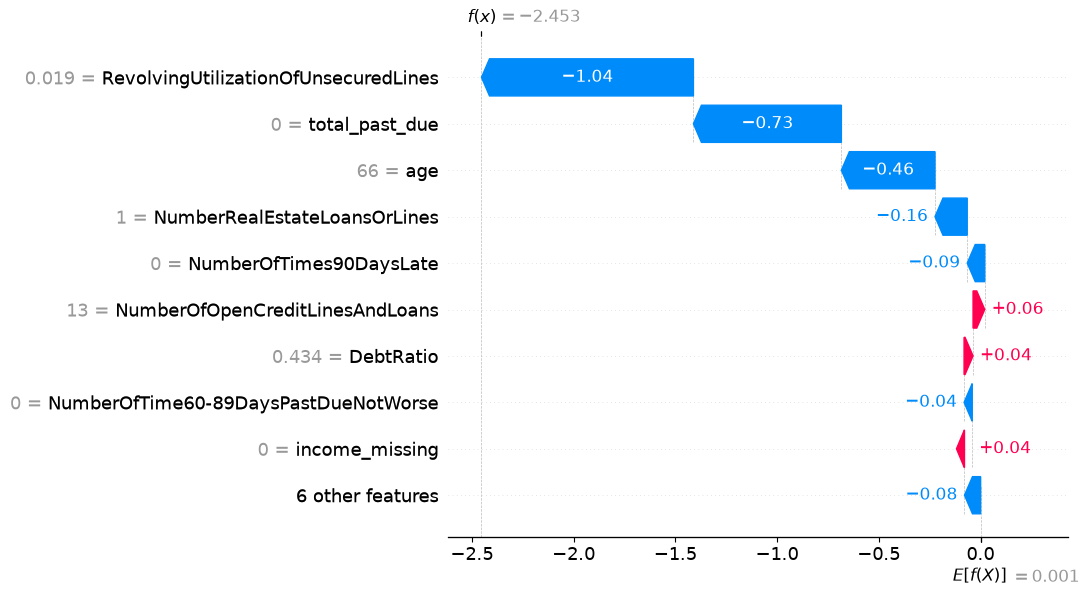 f(x) = −2.453
0.019 = RevolvingUtilizationOfUnsecuredLines −1.04
0 = total_past_due −0.73
66 = age −0.46
1 = NumberRealEstateLoansOrLines −0.16
0 = NumberOfTimes90DaysLate −0.09
13 = NumberOfOpenCreditLinesAndLoans +0.06
0.434 = DebtRatio +0.04
0 = NumberOfTime60-89DaysPastDueNotWorse −0.04
0 = income_missing +0.04
6 other features −0.08
−2.5 −2.0 −1.5 −1.0 −0.5 0.0
E[f(X)] = 0.001